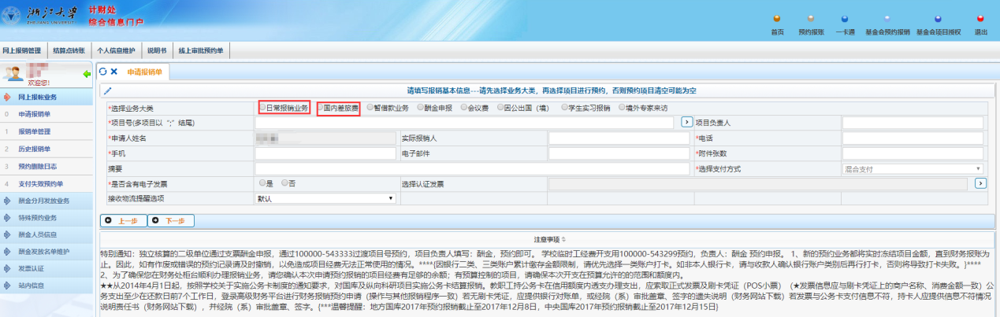 浙江大学
ZHEJIANG UNIVERSITY
计财处
综合信息门户
首页 预约报账 一卡通 基金会预约报销 基金会项目授权 退出
网上报销管理 结算点转账 个人信息维护 说明书 线上审批预约单
欢迎您!
申请报销单
网上报帐业务
0 申请报销单
1 报销单管理
2 历史报销单
3 预约删除日志
4 支付失败预约单
酬金分月发放业务
特殊预约业务
酬金人员信息
酬金发放名单维护
发票认证
站内信息
请填写报销基本信息---请先选择业务大类，再选择项目进行预约，否则预约项目清空可能为空
*选择业务大类 日常报销业务 国内差旅费 暂借款业务 酬金申报 会议费 因公出国（境） 学生实习报销 境外专家来访
*项目号(多项目以“;”结尾) 项目负责人
*申请人姓名 实际报销人 *电话
*手机 电子邮件 *附件张数
摘要 *选择支付方式 混合支付
*是否含有电子发票 是 否 选择认证发票
接收物流提醒选项 默认
上一步 下一步
注意事项
特别通知：独立核算的二级单位通过支票酬金申报，通过100000-543333过渡项目号预约，项目负责人填写：酬金，预约即可。 学校临时工经费开支用100000-543299预约，负责人：酬金 预约申报。 1、新的预约业务都将实时冻结项目金额，直到财务报账为
止。因此，如有作废或错误的预约记录请及时撤销，以免造成项目经费无法正常使用的情况。****{因银行二类、三类账户累计缴存金额限制，请优先选择一类账户打卡。如非本人银行卡，请与收款人确认银行账户类别后再行打卡，否则将导致打卡失败。}****
2、为了确保您在财务处柜台顺利办理报销业务，请您确认本次申请预约报销的项目经费有足够的余额；有预算控制的项目，请确保本次开支在预算允许的的范围和额度内。
★★从2014年4月1日起，按照学校关于实施公务卡制度的通知要求，对国库及纵向科研项目实施公务卡结算报销。教职工持公务卡在信用额度内透支办理支出，应索取正式发票及刷卡凭证（POS小票）（★发票信息应与刷卡凭证上的商户名称、消费金额一致）公
务支出至少在还款日前7个工作日，登录高级财务平台进行财务报销预约申请（操作与其他报销程序一致）若无刷卡凭证，应提供银行对账单，或经院（系）审批盖章、签字的遗失说明（财务网站下载）若发票与公务卡支付信息不符，持卡人应提供信息不符情况
说明责任书（财务网站下载），并经院（系）审批盖章、签字。{***温馨提醒：地方国库2017年预约报销截止至2017年12月8日，中央国库2017年预约报销截止至2017年12月15日}